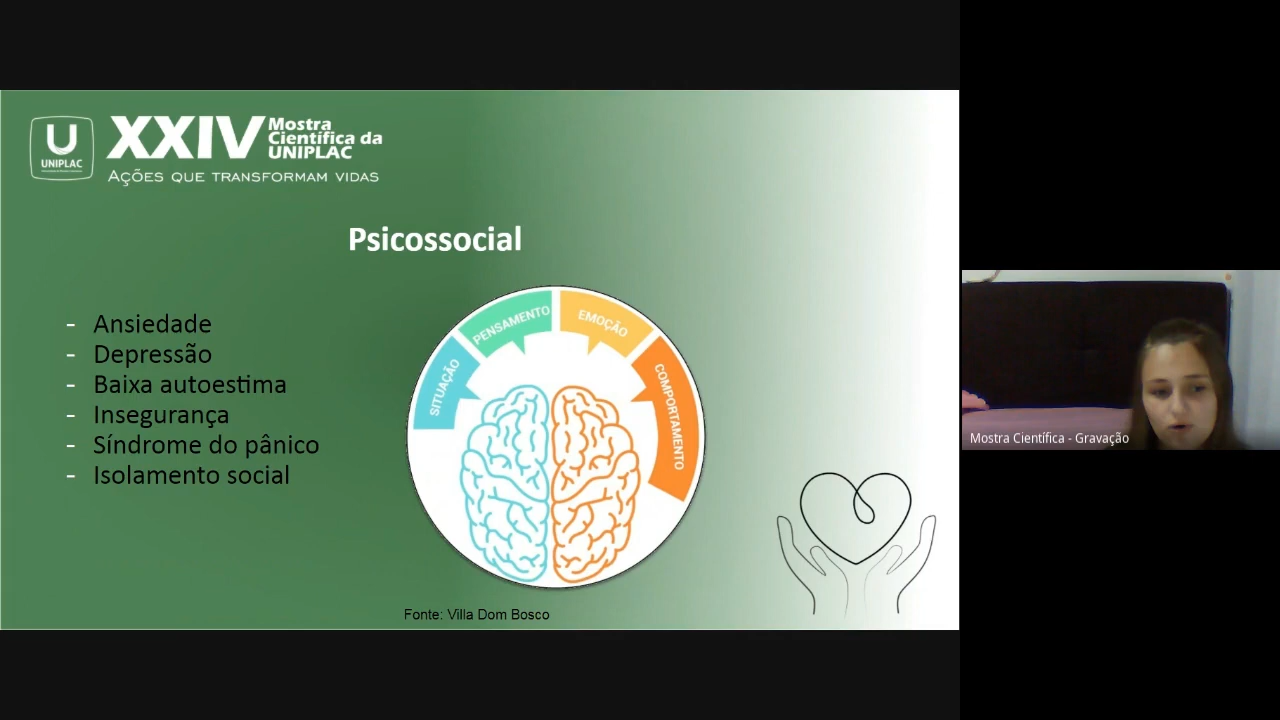 U
UNIPLAC
XXIV
Mostra
Científica da
UNIPLAC
AÇÕES QUE TRANSFORMAM VIDAS
Psicossocial
- Ansiedade
- Depressão
- Baixa autoestima
- Insegurança
- Síndrome do pânico
- Isolamento social
SITUAÇÃO
PENSAMENTO
EMOÇÃO
COMPORTAMENTO
Fonte: Villa Dom Bosco
Mostra Científica - Gravação